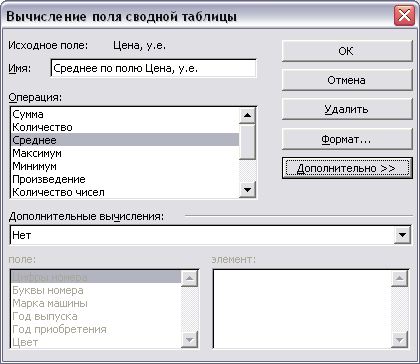 Вычисление поля сводной таблицы
Исходное поле: Цена, у.е.
Имя: Среднее по полю Цена, у.е.
Операция:
Сумма
Количество
Среднее
Максимум
Минимум
Произведение
Количество чисел
ОК
Отмена
Удалить
Формат...
Дополнительно >>
Дополнительные вычисления:
Нет
поле:
Цифры номера
Буквы номера
Марка машины
Год выпуска
Год приобретения
Цвет
элемент: